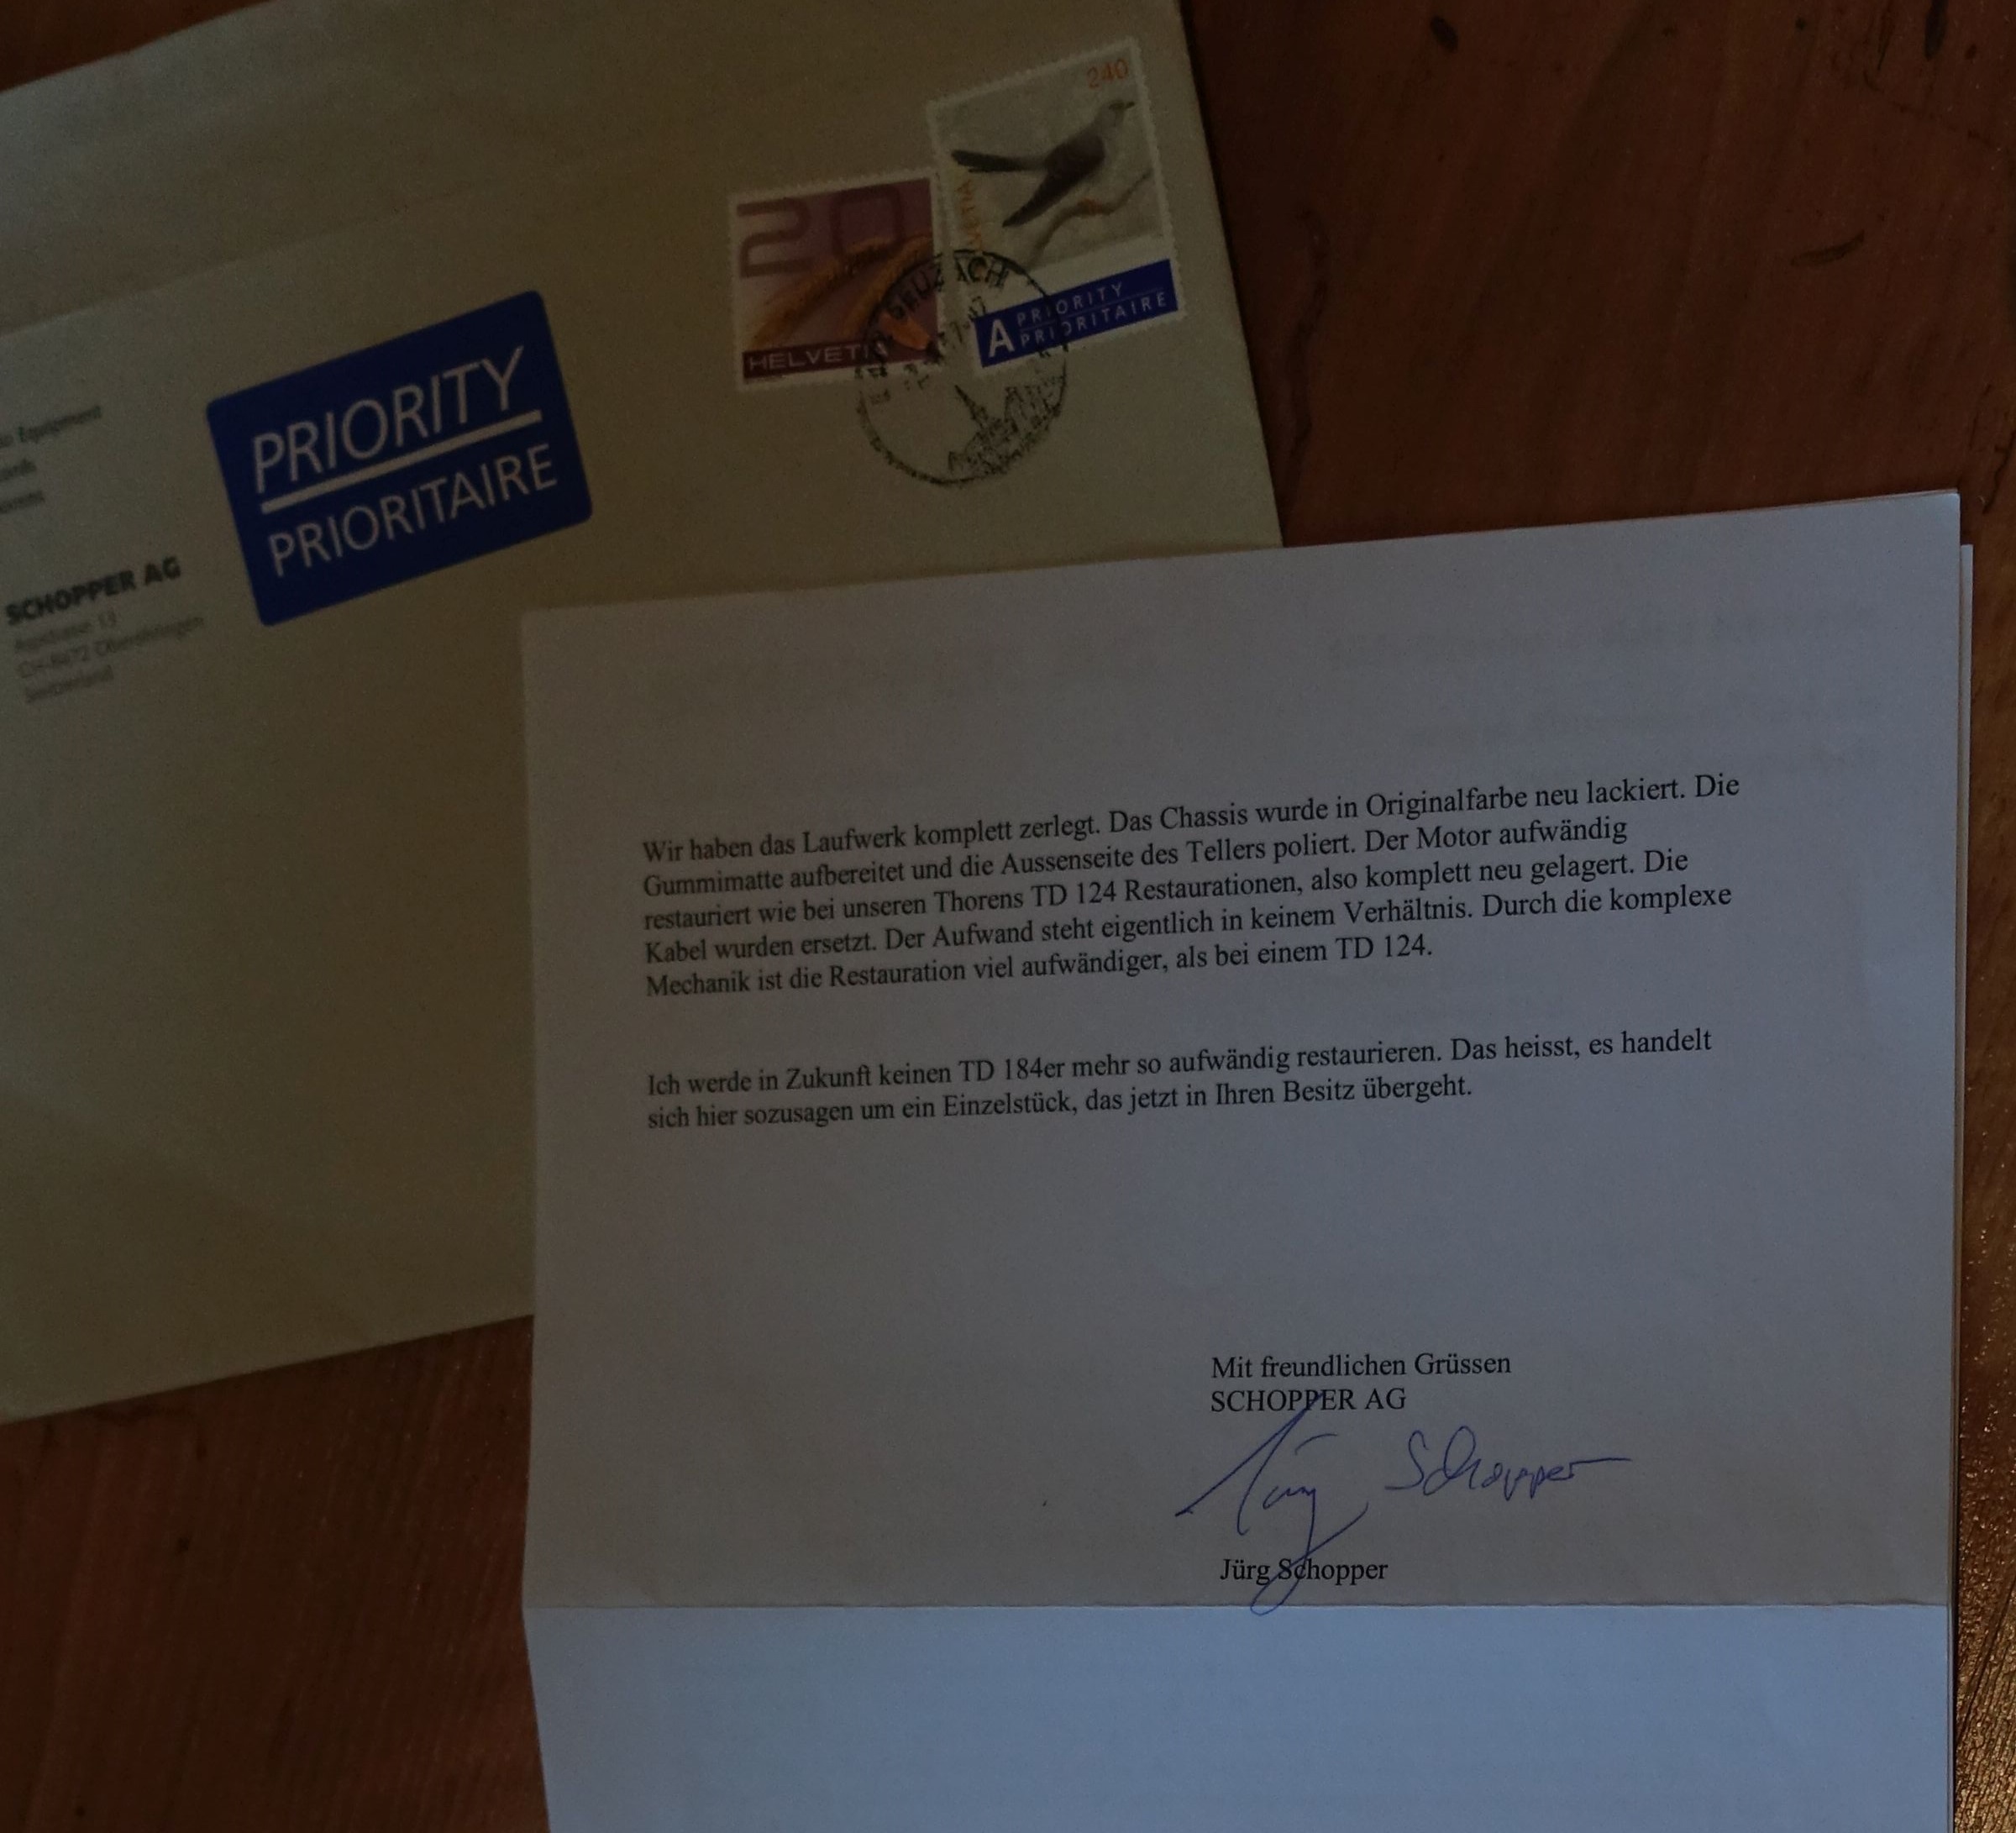 240
HELVETIA
20
HELVETIA
A PRIORITY
PRIORITAIRE
PRIORITY
PRIORITAIRE
Equipment
SCHOPPER AG
Switzerland
Wir haben das Laufwerk komplett zerlegt. Das Chassis wurde in Originalfarbe neu lackiert. Die
Gummimatte aufbereitet und die Aussenseite des Tellers poliert. Der Motor aufwändig
restauriert wie bei unseren Thorens TD 124 Restaurationen, also komplett neu gelagert. Die
Kabel wurden ersetzt. Der Aufwand steht eigentlich in keinem Verhältnis. Durch die komplexe
Mechanik ist die Restauration viel aufwändiger, als bei einem TD 124.
Ich werde in Zukunft keinen TD 184er mehr so aufwändig restaurieren. Das heisst, es handelt
sich hier sozusagen um ein Einzelstück, das jetzt in Ihren Besitz übergeht.
Mit freundlichen Grüssen
SCHOPPER AG
Jürg Schopper
Jürg Schopper